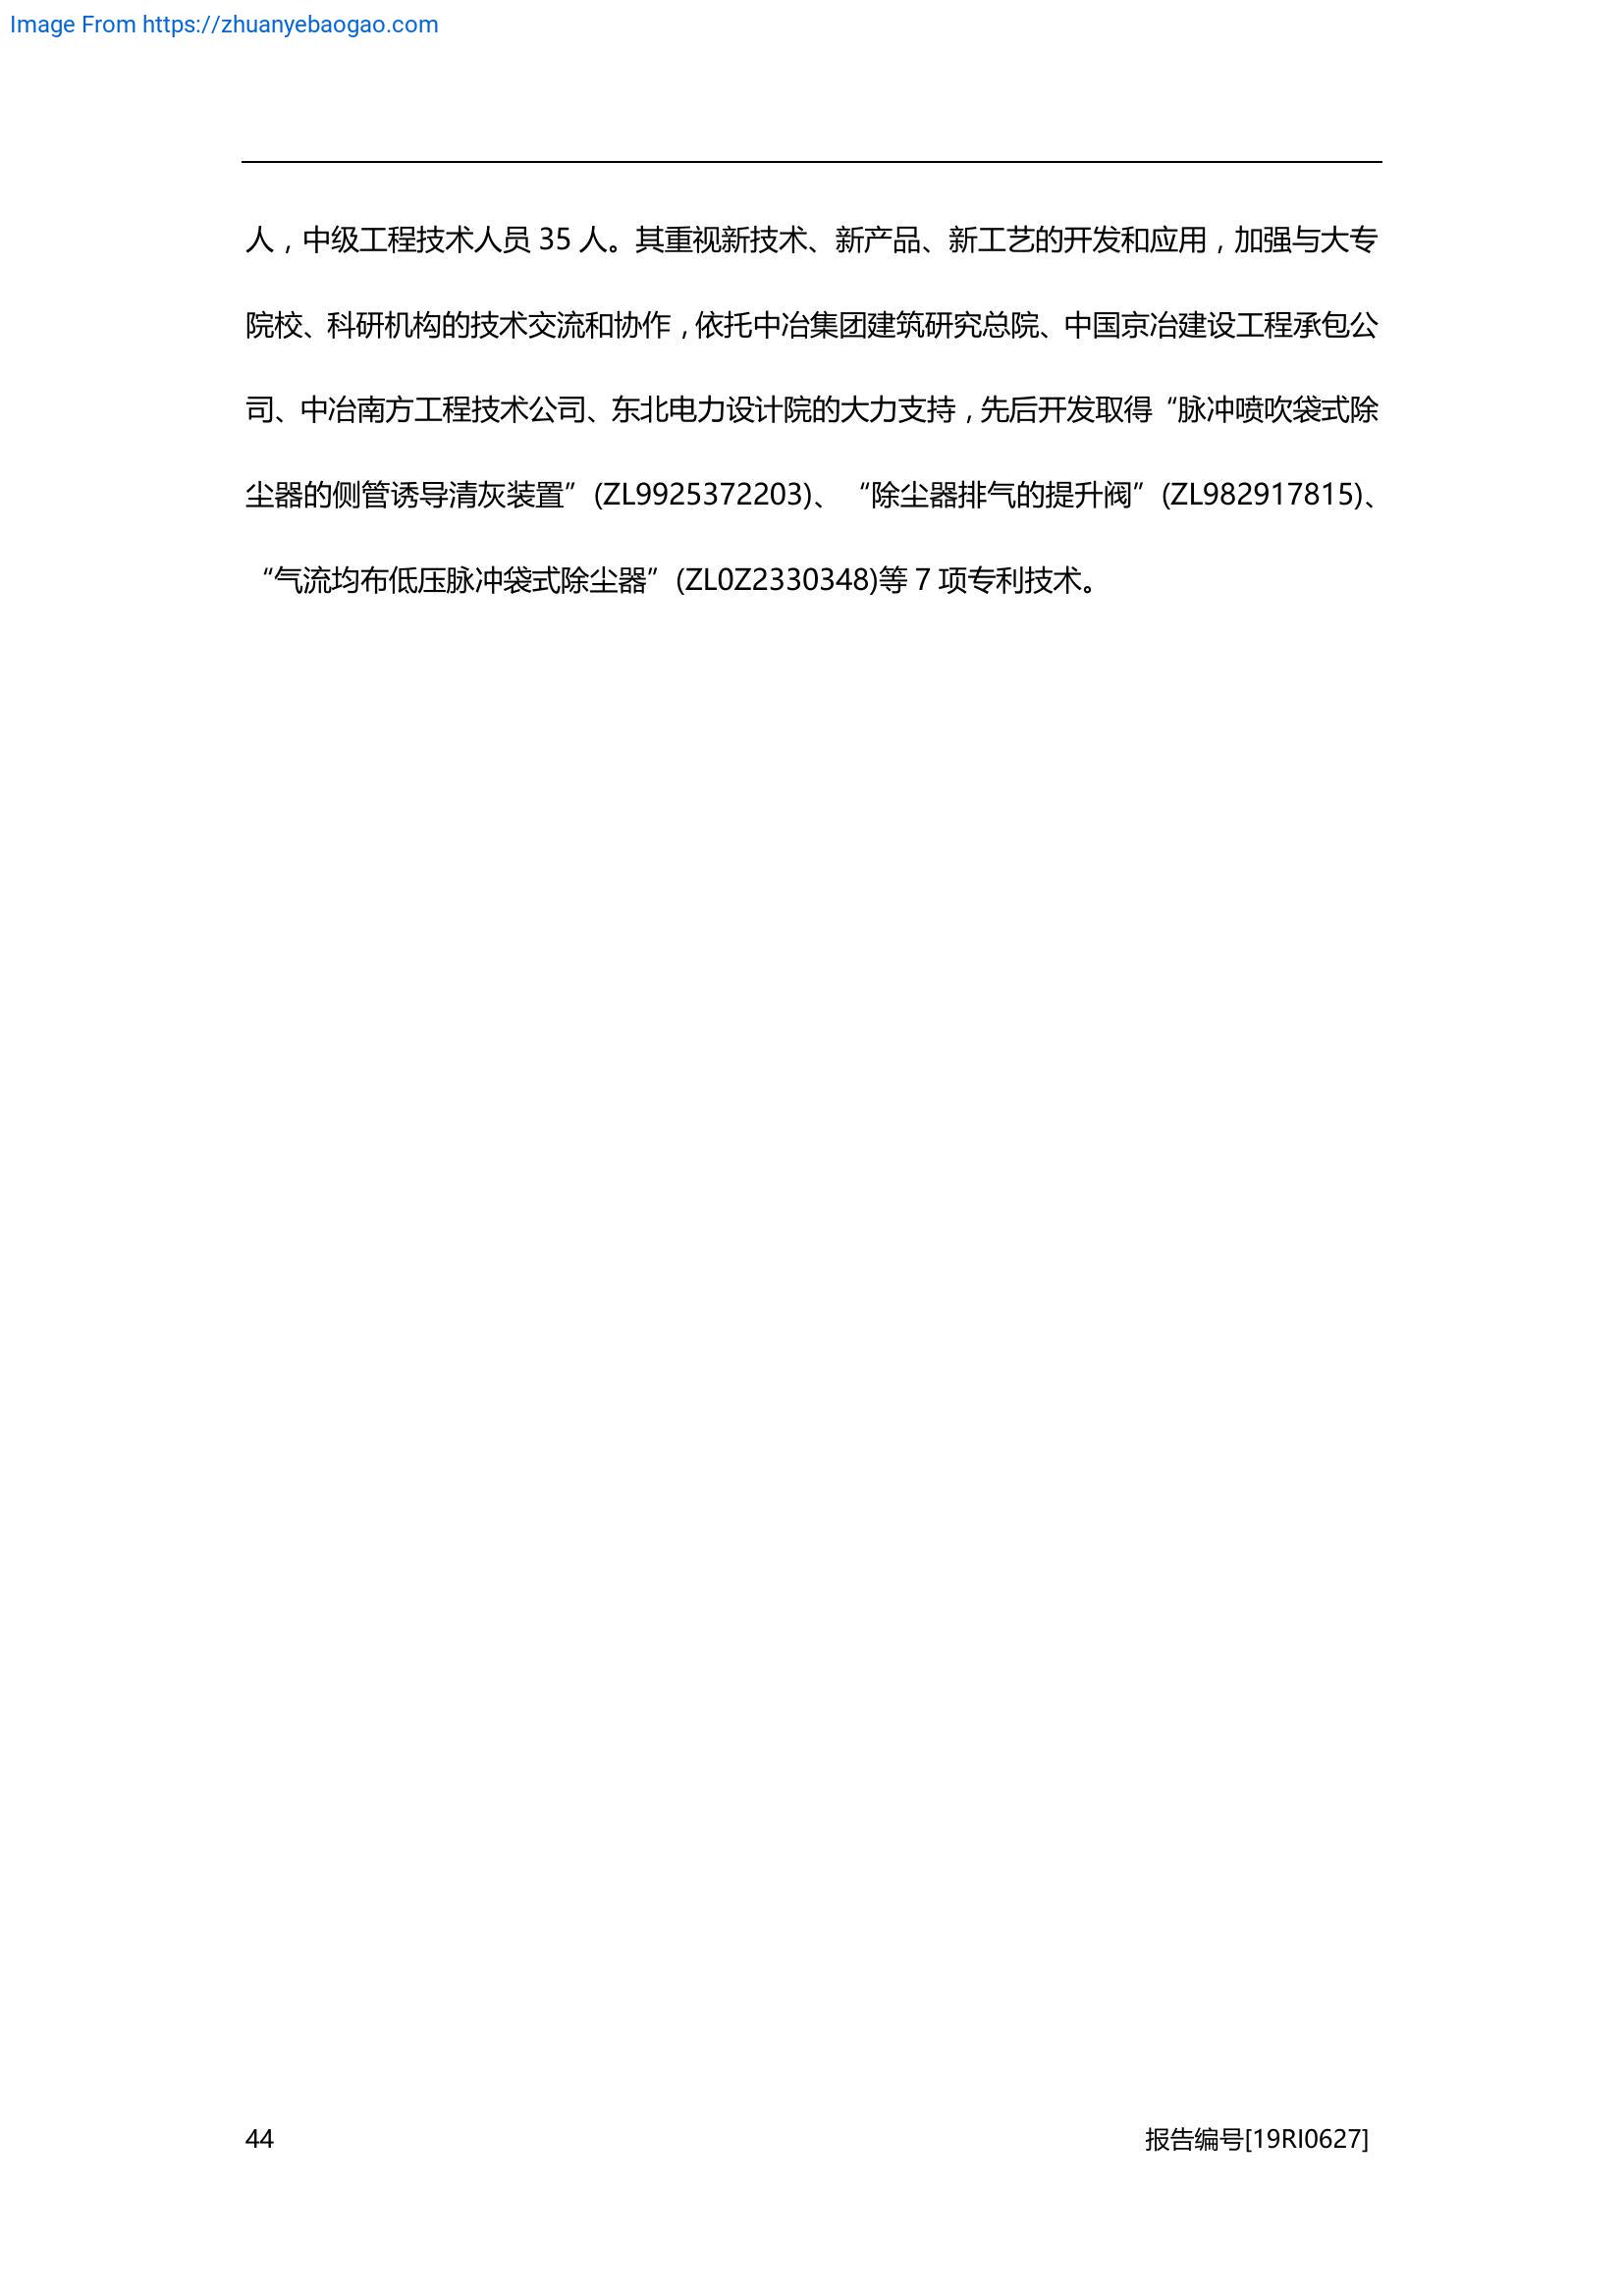 Image From https://zhuanyebaogao.com
人，中级工程技术人员 35 人。其重视新技术、新产品、新工艺的开发和应用，加强与大专
院校、科研机构的技术交流和协作，依托中冶集团建筑研究总院、中国京冶建设工程承包公
司、中冶南方工程技术公司、东北电力设计院的大力支持，先后开发取得“脉冲喷吹袋式除
尘器的侧管诱导清灰装置”(ZL9925372203)、“除尘器排气的提升阀”(ZL982917815)、
“气流均布低压脉冲袋式除尘器”(ZL0Z2330348)等 7 项专利技术。
44 报告编号[19RI0627]